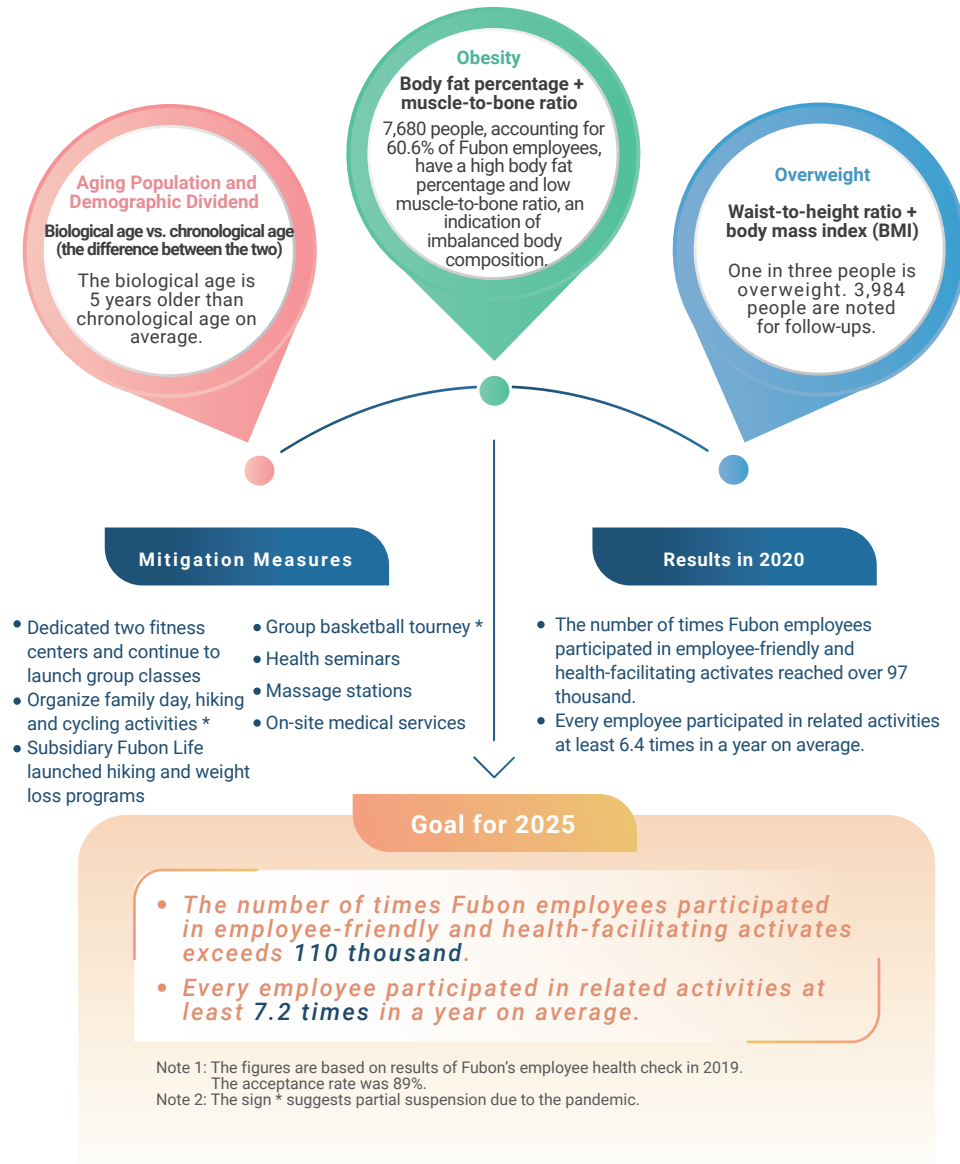 Aging Population and
Demographic Dividend
Biological age vs. chronological age
(the difference between the two)
The biological age is
5 years older than
chronological age on
average.
Obesity
Body fat percentage +
muscle-to-bone ratio
7,680 people, accounting for
60.6% of Fubon employees,
have a high body fat
percentage and low
muscle-to-bone ratio, an
indication of
imbalanced body
composition.
Overweight
Waist-to-height ratio +
body mass index (BMI)
One in three people is
overweight. 3,984
people are noted
for follow-ups.
Mitigation Measures
• Dedicated two fitness
centers and continue to
launch group classes
• Organize family day, hiking
and cycling activities *
• Subsidiary Fubon Life
launched hiking and weight
loss programs
• Group basketball tourney *
• Health seminars
• Massage stations
• On-site medical services
Results in 2020
• The number of times Fubon employees
participated in employee-friendly and
health-facilitating activates reached over 97
thousand.
• Every employee participated in related activities
at least 6.4 times in a year on average.
Goal for 2025
• The number of times Fubon employees participated
in employee-friendly and health-facilitating activates
exceeds 110 thousand.
• Every employee participated in related activities at
least 7.2 times in a year on average.
Note 1: The figures are based on results of Fubon's employee health check in 2019.
The acceptance rate was 89%.
Note 2: The sign * suggests partial suspension due to the pandemic.